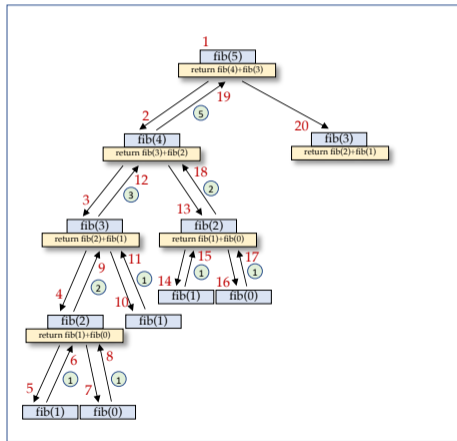 1
fib(5)
return fib(4)+fib(3)
2
19
5
20
fib(4)
return fib(3)+fib(2)
fib(3)
return fib(2)+fib(1)
3
12
3
18
2
13
fib(3)
return fib(2)+fib(1)
fib(2)
return fib(1)+fib(0)
4
9
2
11
1
10
14
15
1
16
17
1
fib(1)
fib(0)
fib(2)
return fib(1)+fib(0)
fib(1)
5
6
1
7
8
1
fib(1)
fib(0)